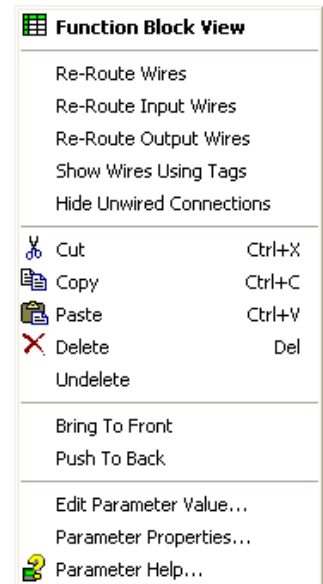 Function Block View
Re-Route Wires
Re-Route Input Wires
Re-Route Output Wires
Show Wires Using Tags
Hide Unwired Connections
Cut Ctrl+X
Copy Ctrl+C
Paste Ctrl+V
Delete Del
Undelete
Bring To Front
Push To Back
Edit Parameter Value...
Parameter Properties...
Parameter Help...